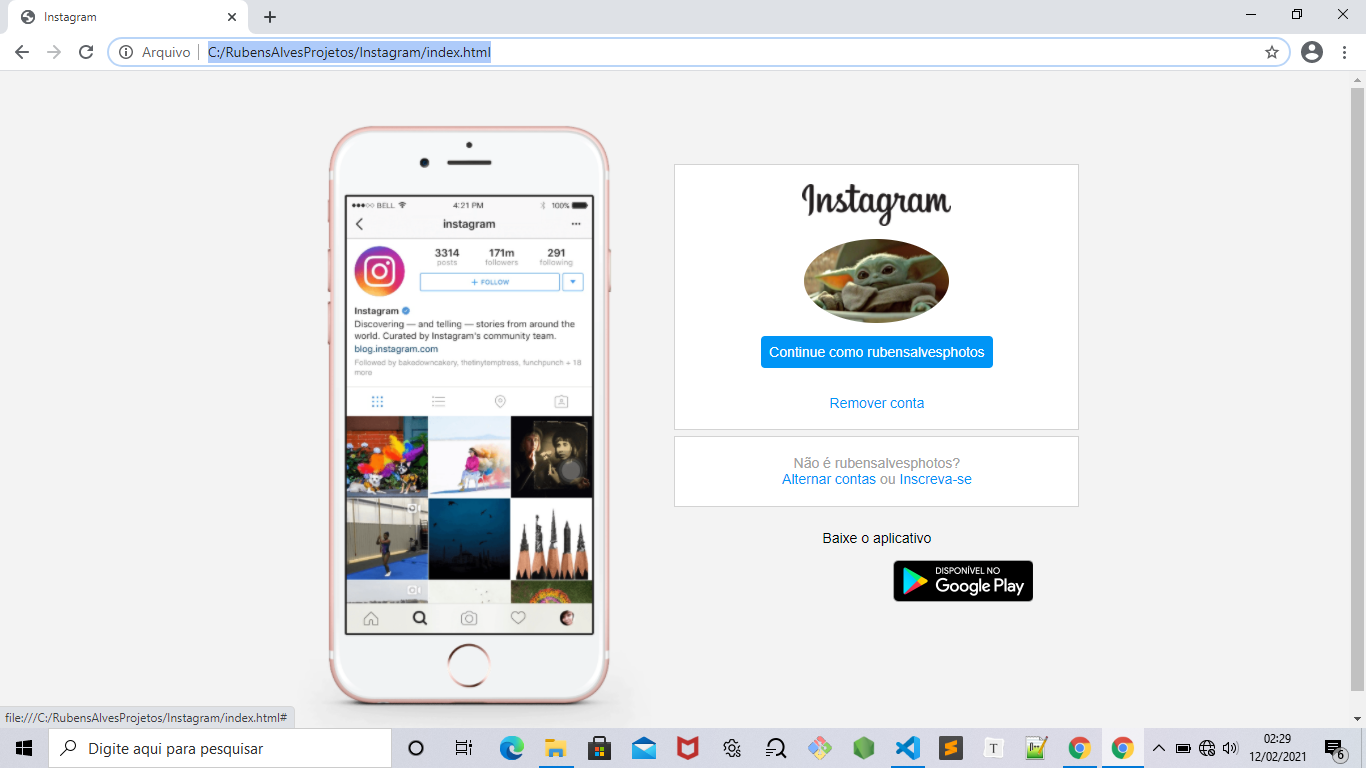 Instagram
Arquivo
C:/RubensAlvesProjetos/Instagram/index.html
BELL
4:21 PM
100%
instagram
3314
171m
291
posts
followers
following
+ FOLLOW
Instagram
Discovering — and telling — stories from around the
world. Curated by Instagram's community team.
blog.instagram.com
Followed by bakedowncakery, thetinytemptress, funchpunch + 18
more
Instagram
Continue como rubensalvesphotos
Remover conta
Não é rubensalvesphotos?
Alternar contas ou Inscreva-se
Baixe o aplicativo
DISPONÍVEL NO
Google Play
file:///C:/RubensAlvesProjetos/Instagram/index.html#
Digite aqui para pesquisar
T
02:29
12/02/2021
6